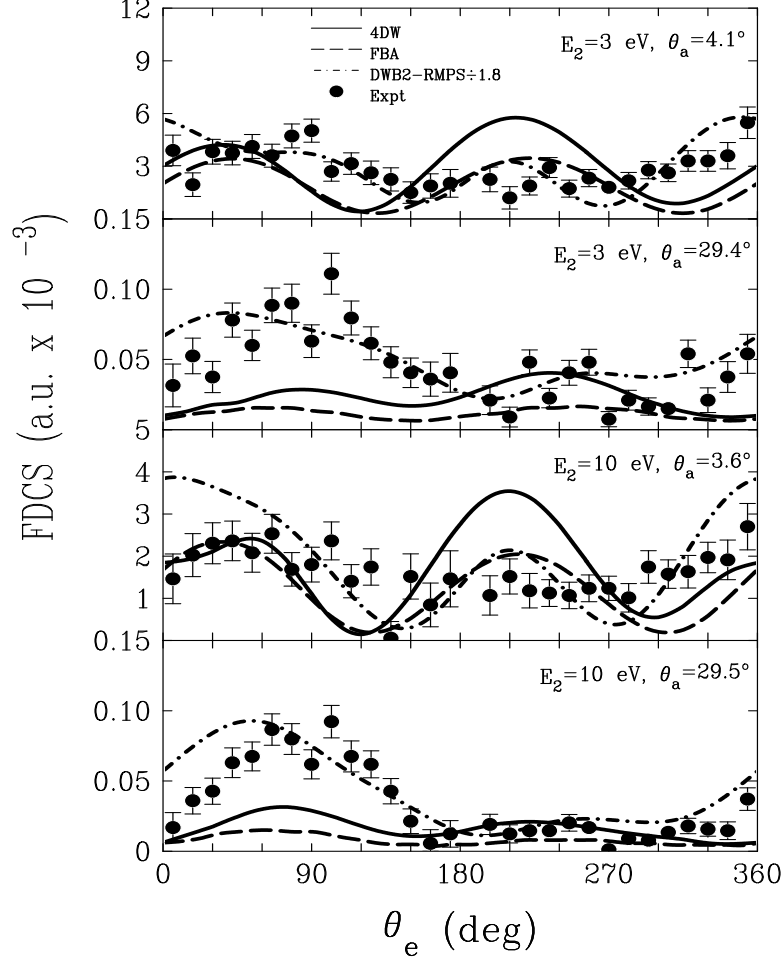 12
9
6
3
0.15
4DW
FBA
DWB2-RMPS÷1.8
Expt
E₂=3 eV, θₐ=4.1°
0.10
0.05
5
E₂=3 eV, θₐ=29.4°
4
3
2
1
0.15
E₂=10 eV, θₐ=3.6°
0.10
0.05
0
E₂=10 eV, θₐ=29.5°
0 90 180 270 360
θₑ (deg)
FDCS (a.u. x 10⁻³)